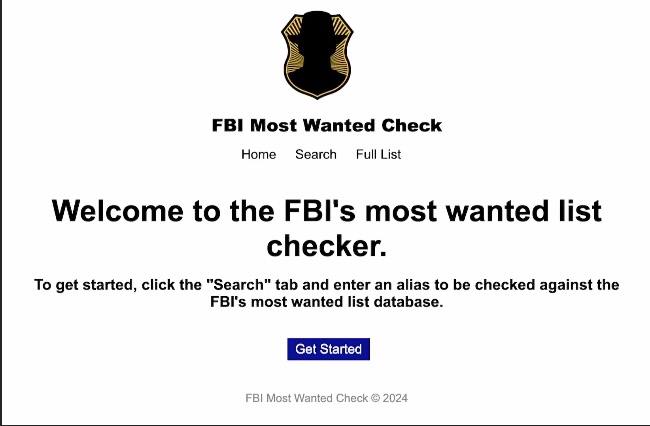 FBI Most Wanted Check
Home Search Full List
Welcome to the FBI's most wanted list
checker.
To get started, click the "Search" tab and enter an alias to be checked against the
FBI's most wanted list database.
Get Started
FBI Most Wanted Check © 2024